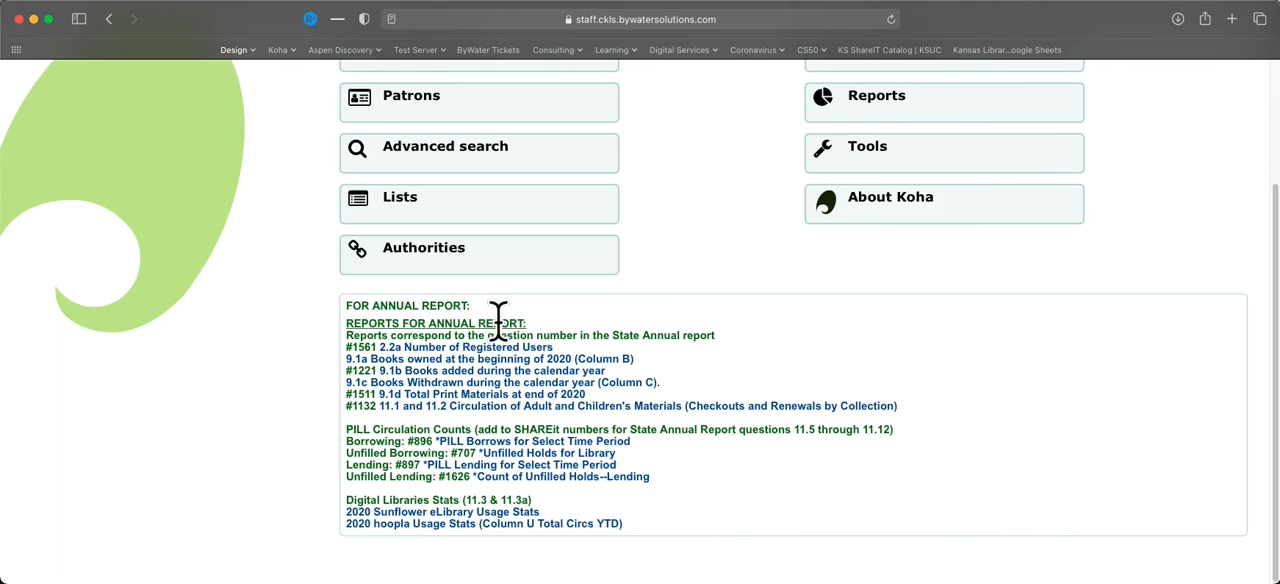 staff.ckls.bywatersolutions.com
Design Koha Aspen Discovery Test Server ByWater Tickets Consulting Learning Digital Services Coronavirus CS50 KS ShareIT Catalog | KSUC Kansas Librar...oogle Sheets
Patrons
Reports
Advanced search
Tools
Lists
About Koha
Authorities
FOR ANNUAL REPORT:
REPORTS FOR ANNUAL REPORT:
Reports correspond to the question number in the State Annual report
#1561 2.2a Number of Registered Users
9.1a Books owned at the beginning of 2020 (Column B)
#1221 9.1b Books added during the calendar year
9.1c Books Withdrawn during the calendar year (Column C).
#1511 9.1d Total Print Materials at end of 2020
#1132 11.1 and 11.2 Circulation of Adult and Children's Materials (Checkouts and Renewals by Collection)
PILL Circulation Counts (add to SHAREit numbers for State Annual Report questions 11.5 through 11.12)
Borrowing: #896 *PILL Borrows for Select Time Period
Unfilled Borrowing: #707 *Unfilled Holds for Library
Lending: #897 *PILL Lending for Select Time Period
Unfilled Lending: #1626 *Count of Unfilled Holds--Lending
Digital Libraries Stats (11.3 & 11.3a)
2020 Sunflower eLibrary Usage Stats
2020 hoopla Usage Stats (Column U Total Circs YTD)